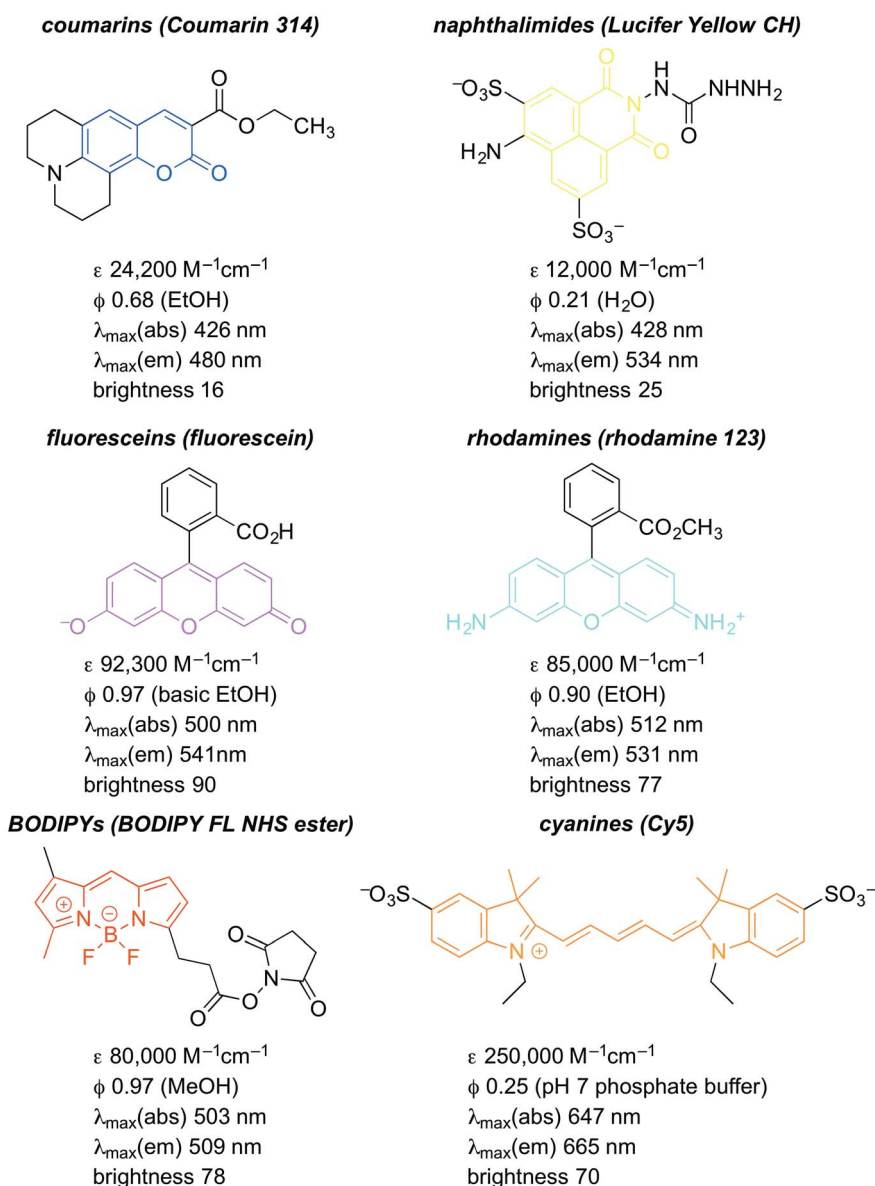 coumarins (Coumarin 314)
O
O
CH₃
N
O
O
ε 24,200 M⁻¹cm⁻¹
ϕ 0.68 (EtOH)
λmax(abs) 426 nm
λmax(em) 480 nm
brightness 16
naphthalimides (Lucifer Yellow CH)
O
H
⁻O₃S
N
N
NHNH₂
O
H₂N
O
SO₃⁻
ε 12,000 M⁻¹cm⁻¹
ϕ 0.21 (H₂O)
λmax(abs) 428 nm
λmax(em) 534 nm
brightness 25
fluoresceins (fluorescein)
CO₂H
⁻O
O
O
ε 92,300 M⁻¹cm⁻¹
ϕ 0.97 (basic EtOH)
λmax(abs) 500 nm
λmax(em) 541nm
brightness 90
rhodamines (rhodamine 123)
CO₂CH₃
H₂N
O
NH₂⁺
ε 85,000 M⁻¹cm⁻¹
ϕ 0.90 (EtOH)
λmax(abs) 512 nm
λmax(em) 531 nm
brightness 77
BODIPYs (BODIPY FL NHS ester)
⊕ ⊖
N B N
F F
O
N
O
O
O
ε 80,000 M⁻¹cm⁻¹
ϕ 0.97 (MeOH)
λmax(abs) 503 nm
λmax(em) 509 nm
brightness 78
cyanines (Cy5)
⁻O₃S
SO₃⁻
N ⊕
N
ε 250,000 M⁻¹cm⁻¹
ϕ 0.25 (pH 7 phosphate buffer)
λmax(abs) 647 nm
λmax(em) 665 nm
brightness 70